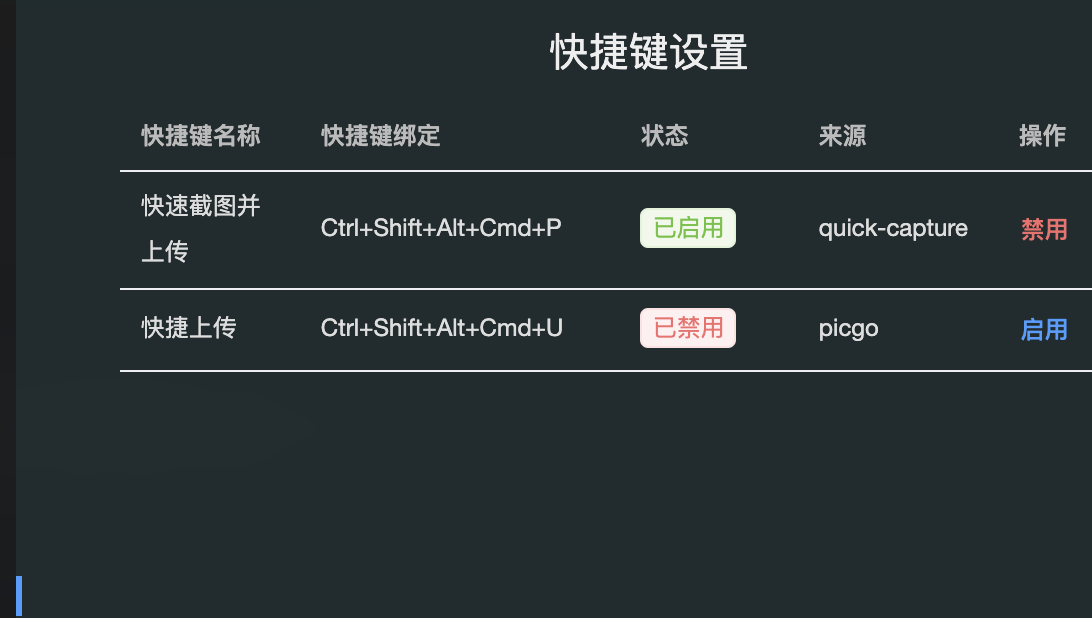 快捷键设置
快捷键名称 快捷键绑定 状态 来源 操作
快速截图并
上传
Ctrl+Shift+Alt+Cmd+P 已启用 quick-capture 禁用
快捷上传 Ctrl+Shift+Alt+Cmd+U 已禁用 picgo 启用